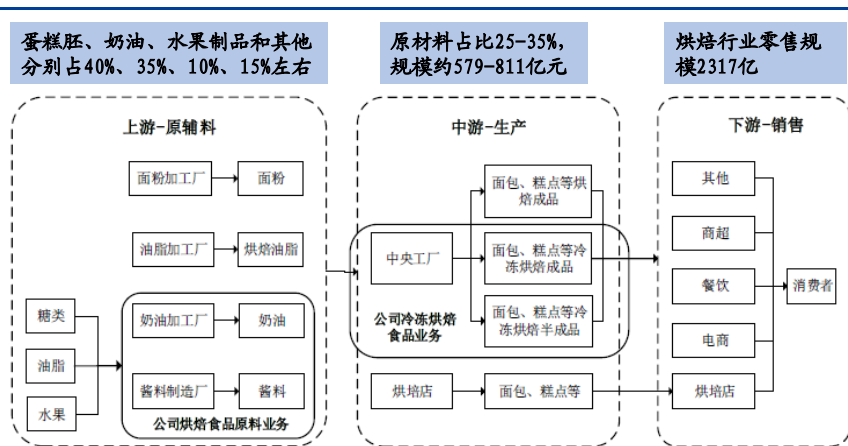 蛋糕胚、奶油、水果制品和其他
分别占40%、35%、10%、15%左右
原材料占比25-35%,
规模约579-811亿元
烘焙行业零售规
模2317亿
上游-原辅料
面粉加工厂
面粉
油脂加工厂
烘焙油脂
糖类
油脂
水果
奶油加工厂
奶油
酱料制造厂
酱料
公司烘焙食品原料业务
中游-生产
中央工厂
面包、糕点等烘
焙成品
面包、糕点等冷
冻烘焙成品
面包、糕点等冷
冻烘焙半成品
公司冷冻烘焙
食品业务
烘培店
面包、糕点等
下游-销售
其他
商超
餐饮
电商
烘培店
消费者